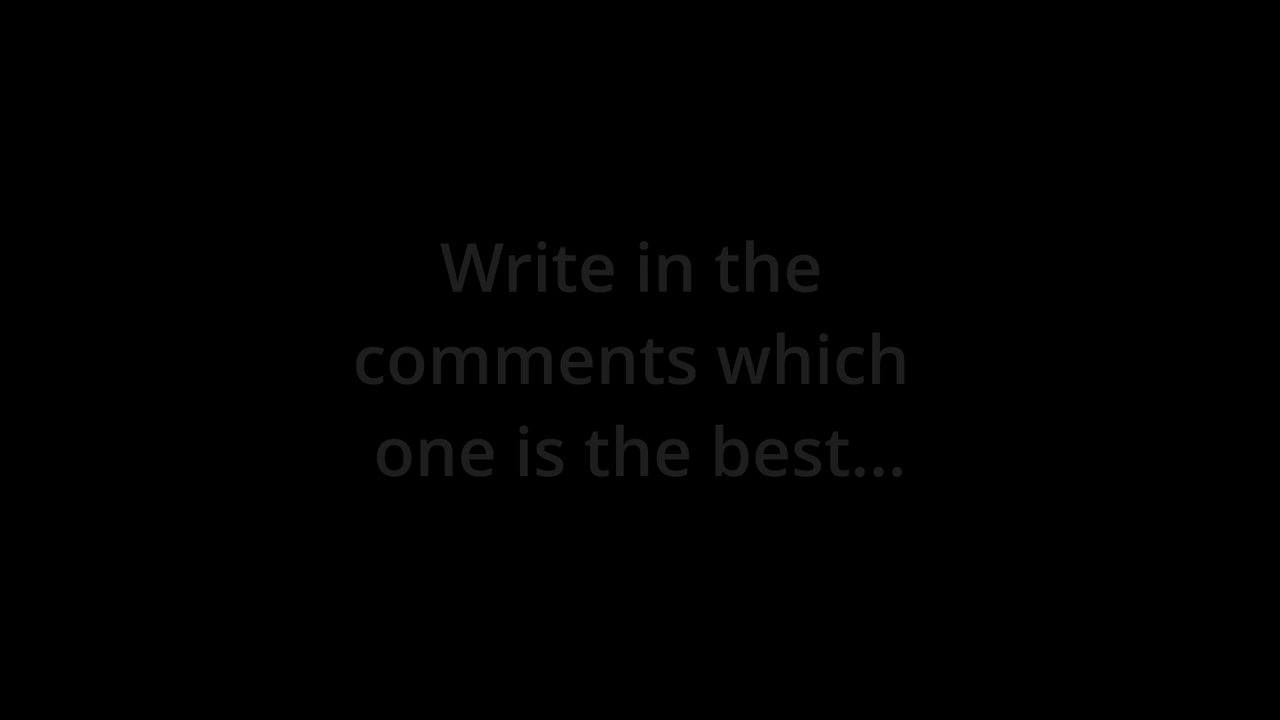 Write in the
comments which
one is the best...